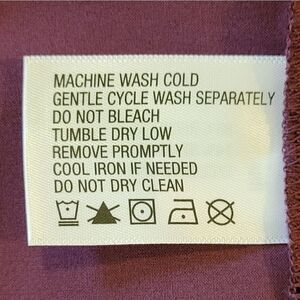 MACHINE WASH COLD
GENTLE CYCLE WASH SEPARATELY
DO NOT BLEACH
TUMBLE DRY LOW
REMOVE PROMPTLY
COOL IRON IF NEEDED
DO NOT DRY CLEAN